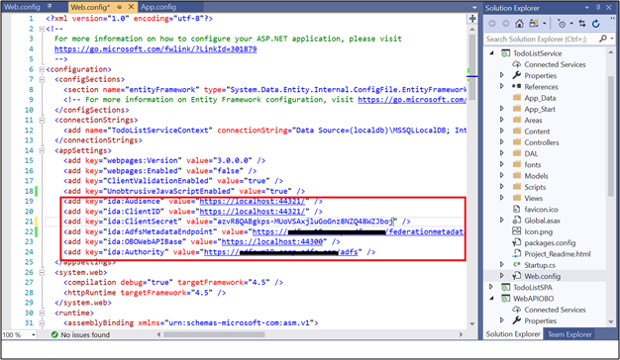 Web.config
Web.config*
App.config
1 <?xml version="1.0" encoding="utf-8"?>
2 <!--
3 For more information on how to configure your ASP.NET application, please visit
4 https://go.microsoft.com/fwlink/?LinkId=301879
5 -->
6 <configuration>
7 <configSections>
8 <section name="entityFramework" type="System.Data.Entity.Internal.ConfigFile.EntityFramework
9 <!-- For more information on Entity Framework configuration, visit https://go.microsoft.com/
10 </configSections>
11 <connectionStrings>
12 <add name="TodoListServiceContext" connectionString="Data Source=(localdb)\MSSQLLocalDB; Int
13 </connectionStrings>
14 <appSettings>
15 <add key="webpages:Version" value="3.0.0.0" />
16 <add key="webpages:Enabled" value="false" />
17 <add key="ClientValidationEnabled" value="true" />
18 <add key="UnobtrusiveJavaScriptEnabled" value="true" />
19 <add key="ida:Audience" value="https://localhost:44321/" />
20 <add key="ida:ClientID" value="https://localhost:44321/" />
21 <add key="ida:ClientSecret" value="" />
22 <add key="ida:AdfsMetadataEndpoint" value="https:// /federationmetadat
23 <add key="ida:OBOWebAPIBase" value="https://localhost:44300" />
24 <add key="ida:Authority" value="https:// /adfs" />
25 </appSettings>
26 <system.web>
27 <compilation debug="true" targetFramework="4.5" />
28 <httpRuntime targetFramework="4.5" />
29 </system.web>
30 <runtime>
31 <assemblyBinding xmlns="urn:schemas-microsoft-com:asm.v1">
100 %
No issues found
Solution Explorer
Search Solution Explorer (Ctrl+;)
TodoListService
Connected Services
Properties
References
App_Data
App_Start
Areas
Content
Controllers
DAL
fonts
Models
Scripts
Views
favicon.ico
Global.asax
Icon.png
packages.config
Project_Readme.html
Startup.cs
Web.config
TodoListSPA
WebAPIOBO
Connected Services
Properties
Solution Explorer
Team Explorer